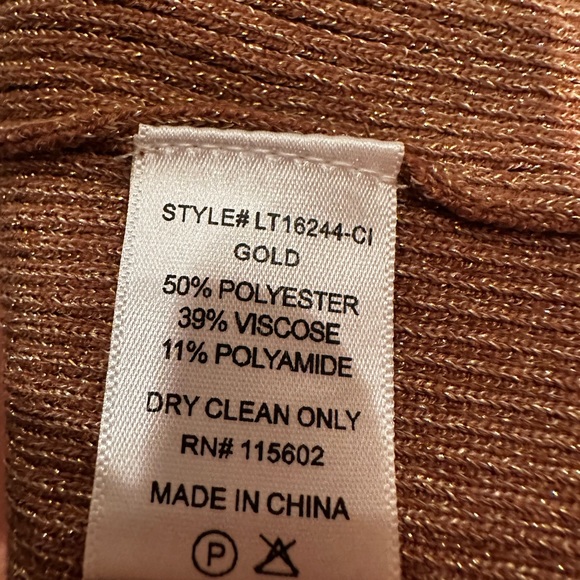 STYLE# LT16244-CI
GOLD
50% POLYESTER
39% VISCOSE
11% POLYAMIDE
DRY CLEAN ONLY
RN# 115602
MADE IN CHINA
P